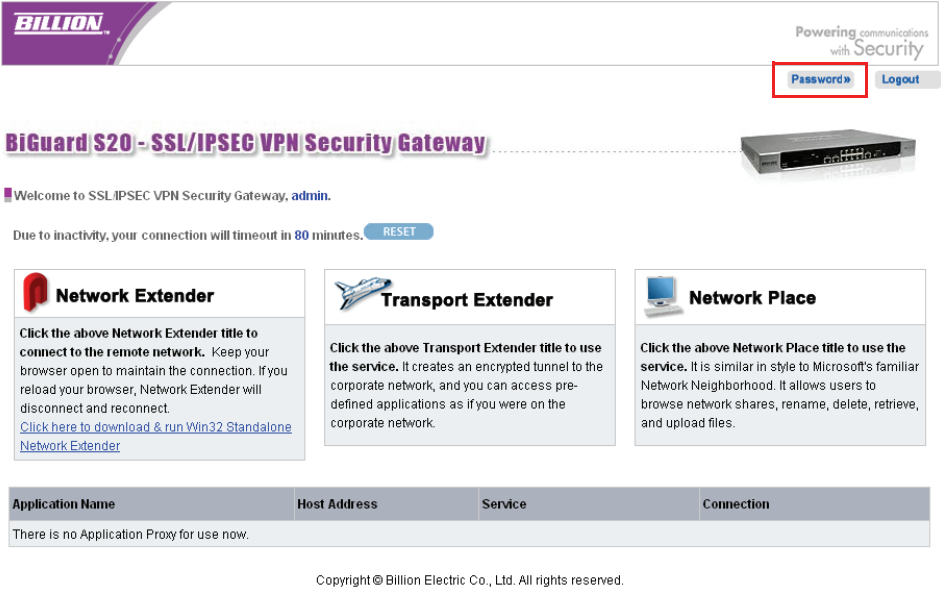 BILLION™
Powering communications
with Security
Password»
Logout
BiGuard S20 - SSL/IPSEC VPN Security Gateway
Welcome to SSL/IPSEC VPN Security Gateway, admin.
Due to inactivity, your connection will timeout in 80 minutes.
RESET
Network Extender
Click the above Network Extender title to
connect to the remote network. Keep your
browser open to maintain the connection. If you
reload your browser, Network Extender will
disconnect and reconnect.
Click here to download & run Win32 Standalone
Network Extender
Transport Extender
Click the above Transport Extender title to use
the service. It creates an encrypted tunnel to the
corporate network, and you can access pre-
defined applications as if you were on the
corporate network.
Network Place
Click the above Network Place title to use the
service. It is similar in style to Microsoft's familiar
Network Neighborhood. It allows users to
browse network shares, rename, delete, retrieve,
and upload files.
Application Name
Host Address
Service
Connection
There is no Application Proxy for use now.
Copyright © Billion Electric Co., Ltd. All rights reserved.